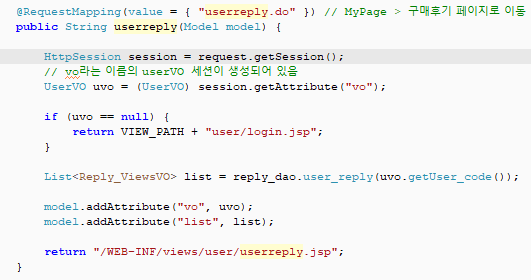 @RequestMapping(value = { "userreply.do" }) // MyPage > 구매후기 페이지로 이동
public String userreply(Model model) {
HttpSession session = request.getSession();
// vo라는 이름의 userVO 세션이 생성되어 있음
UserVO uvo = (UserVO) session.getAttribute("vo");
if (uvo == null) {
return VIEW_PATH + "user/login.jsp";
}
List<Reply_ViewsVO> list = reply_dao.user_reply(uvo.getUser_code());
model.addAttribute("vo", uvo);
model.addAttribute("list", list);
return "/WEB-INF/views/user/userreply.jsp";
}